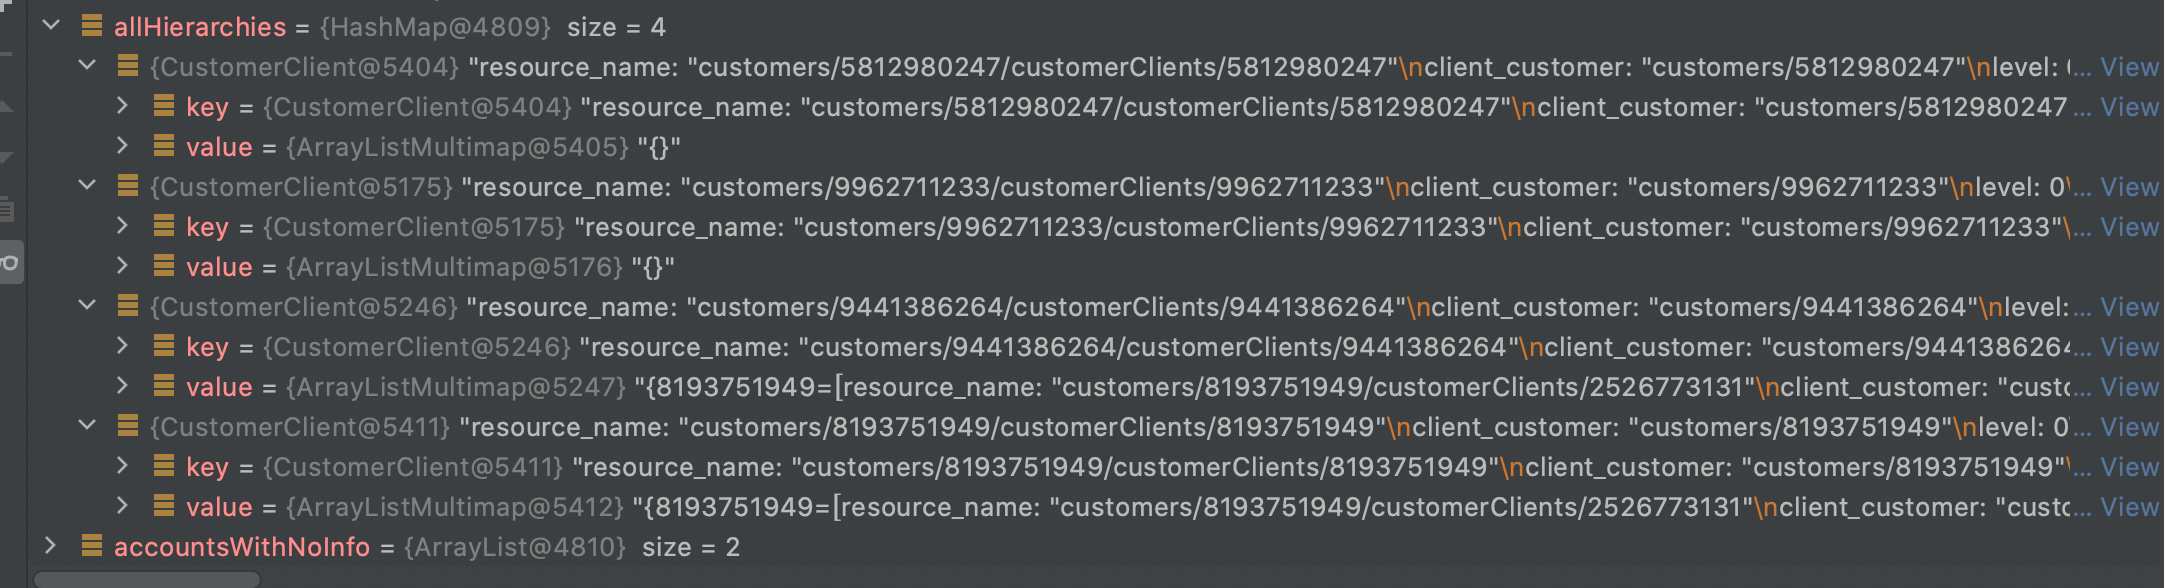 allHierarchies = {HashMap@4809} size = 4
{CustomerClient@5404} "resource_name: "customers/5812980247/customerClients/5812980247"\nclient_customer: "customers/5812980247"\nlevel: ... View
key = {CustomerClient@5404} "resource_name: "customers/5812980247/customerClients/5812980247"\nclient_customer: "customers/5812980247... View
value = {ArrayListMultimap@5405} "{}"
{CustomerClient@5175} "resource_name: "customers/9962711233/customerClients/9962711233"\nclient_customer: "customers/9962711233"\nlevel: 0\... View
key = {CustomerClient@5175} "resource_name: "customers/9962711233/customerClients/9962711233"\nclient_customer: "customers/9962711233"\... View
value = {ArrayListMultimap@5176} "{}"
{CustomerClient@5246} "resource_name: "customers/9441386264/customerClients/9441386264"\nclient_customer: "customers/9441386264"\nlevel:... View
key = {CustomerClient@5246} "resource_name: "customers/9441386264/customerClients/9441386264"\nclient_customer: "customers/9441386264... View
value = {ArrayListMultimap@5247} "{8193751949=[resource_name: "customers/8193751949/customerClients/2526773131"\nclient_customer: "custo... View
{CustomerClient@5411} "resource_name: "customers/8193751949/customerClients/8193751949"\nclient_customer: "customers/8193751949"\nlevel: 0... View
key = {CustomerClient@5411} "resource_name: "customers/8193751949/customerClients/8193751949"\nclient_customer: "customers/8193751949"\... View
value = {ArrayListMultimap@5412} "{8193751949=[resource_name: "customers/8193751949/customerClients/2526773131"\nclient_customer: "custo... View
accountsWithNoInfo = {ArrayList@4810} size = 2